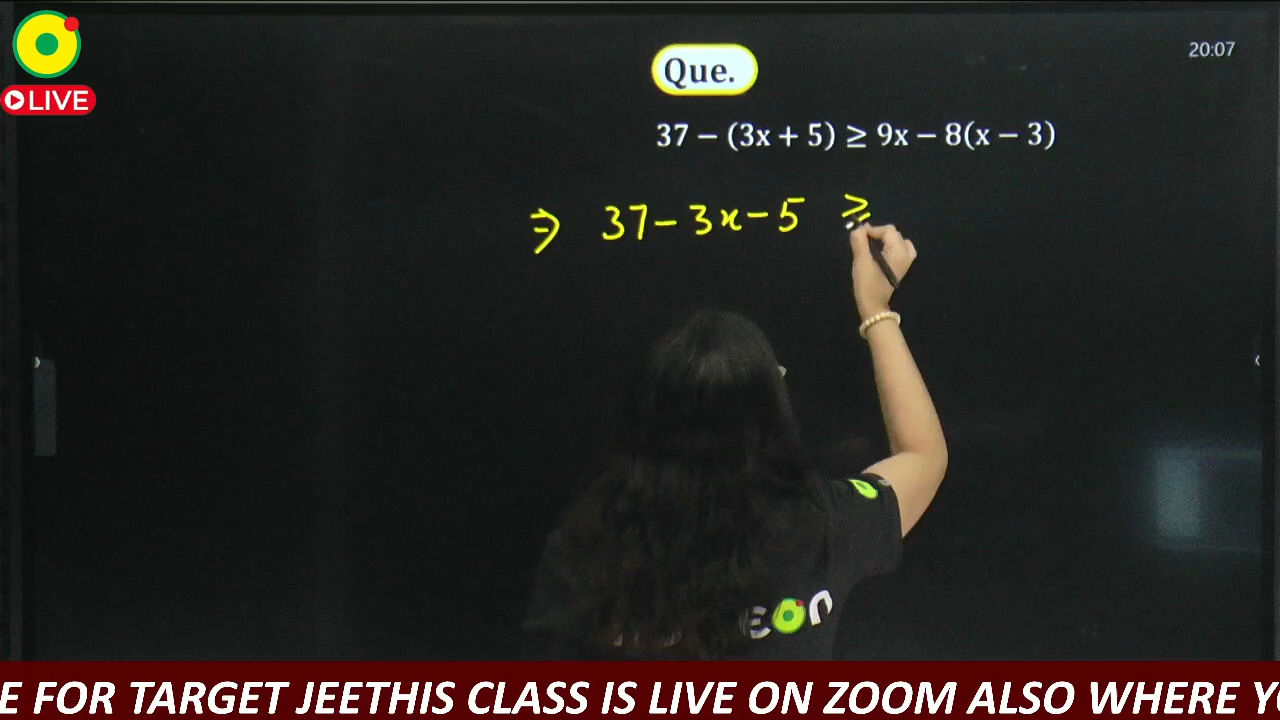 LIVE
Que.
20:07
37 − (3x + 5) ≥ 9x − 8(x − 3)
⇒ 37 − 3x − 5 ≥
E FOR TARGET JEETHIS CLASS IS LIVE ON ZOOM ALSO WHERE Y